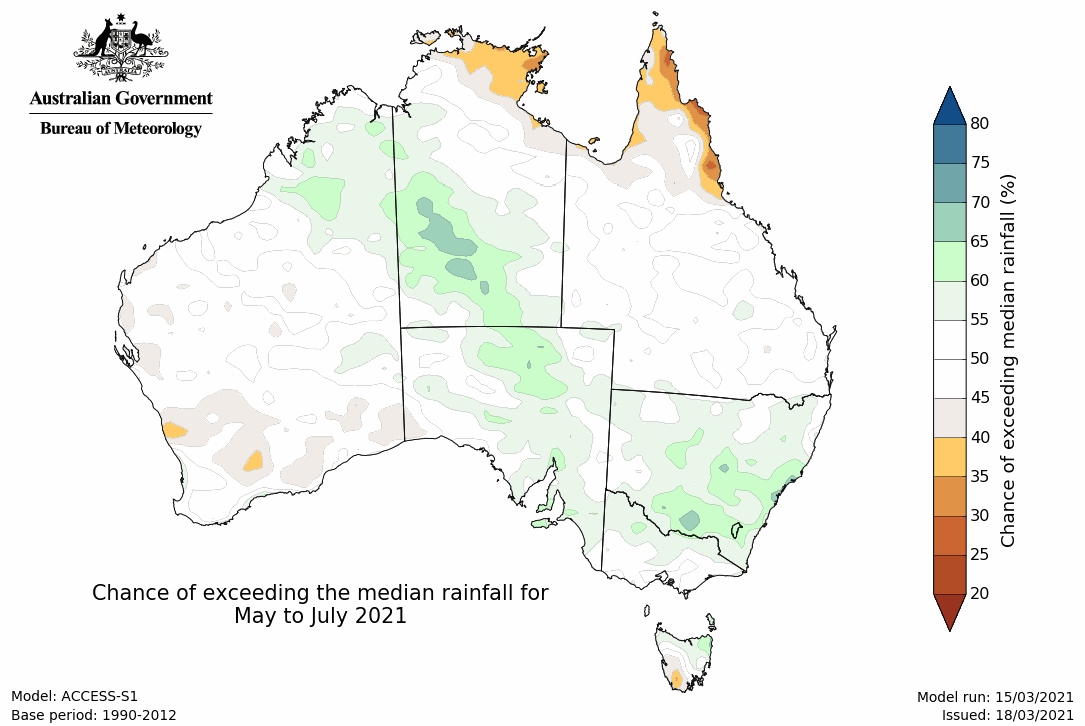 AUSTRALIA
Australian Government
Bureau of Meteorology
80
75
70
65
60
55
50
45
40
35
30
25
20
Chance of exceeding median rainfall (%)
Chance of exceeding the median rainfall for
May to July 2021
Model: ACCESS-S1
Base period: 1990-2012
Model run: 15/03/2021
Issued: 18/03/2021